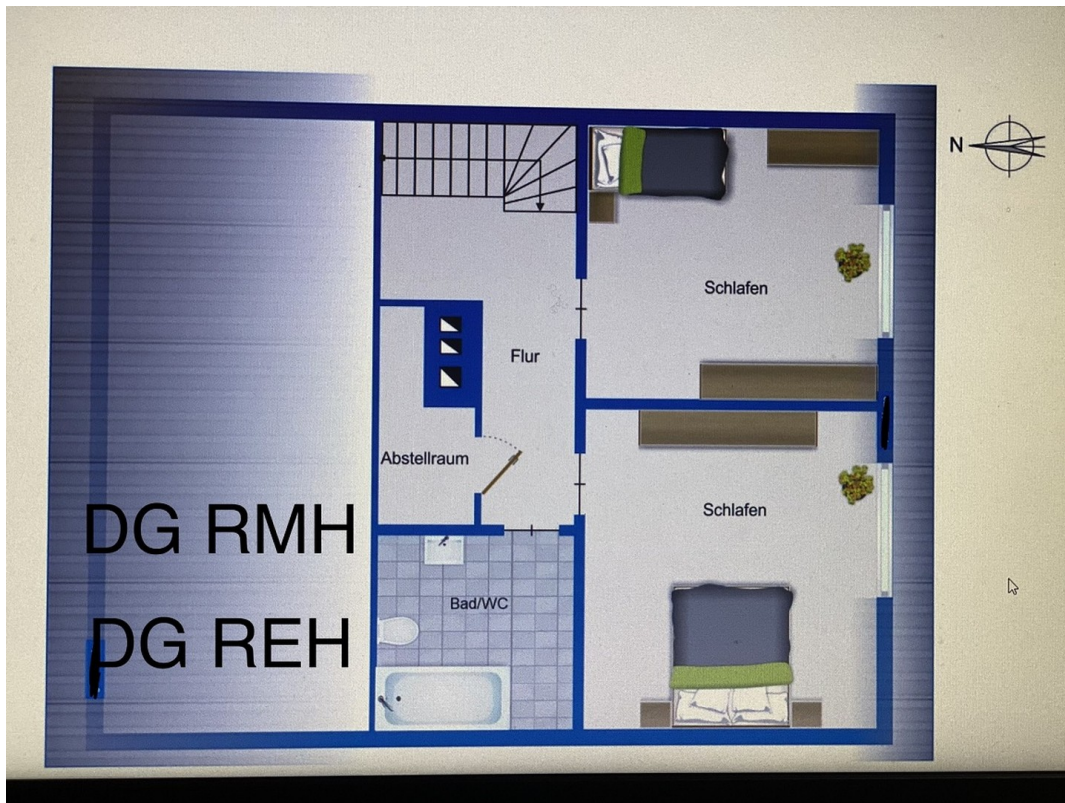 N
Schlafen
Flur
Abstellraum
Schlafen
DG RMH
Bad/WC
DG REH